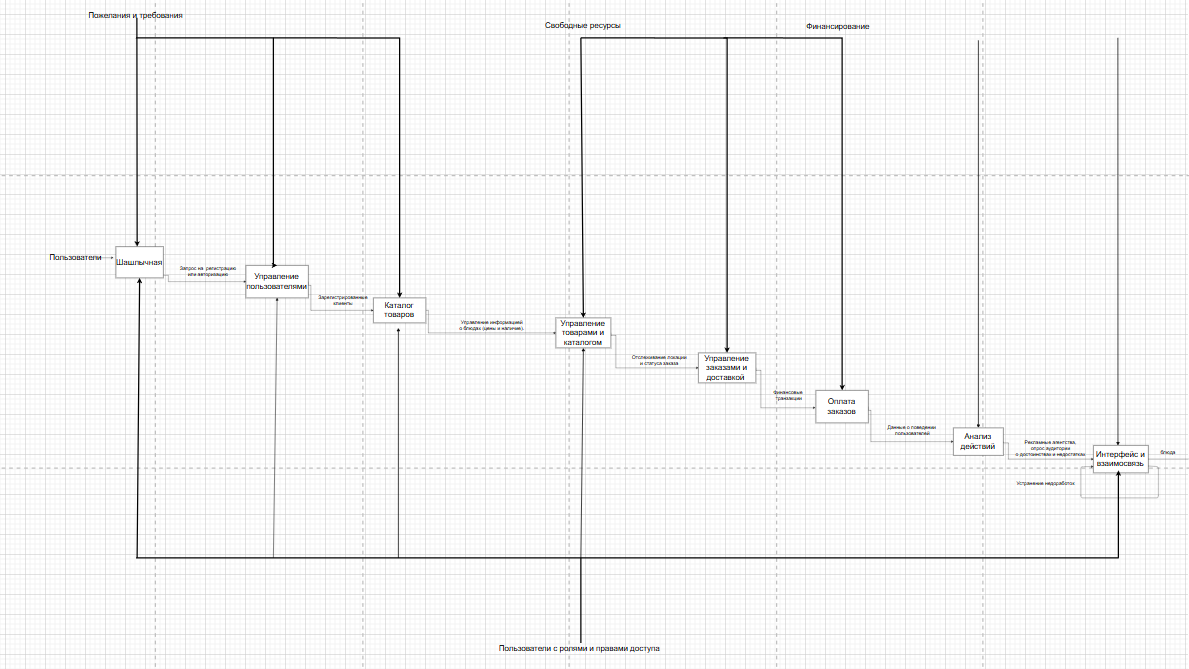 Пожелания и требования
Свободные ресурсы
Финансирование
Пользователи
Шашлычная
Запрос на регистрацию
или авторизацию
Управление
пользователями
Зарегистрированные
клиенты
Каталог
товаров
Управление информацией
о блюдах (цены и наличие).
Управление
товарами и
каталогом
Отслеживание локации
и статуса заказа
Управление
заказами и
доставкой
Финансовые
транзакции
Оплата
заказов
Данные о поведении
пользователей
Анализ
действий
Рекламные агентства,
опрос аудитории
о достоинствах и недостатках
Интерфейс и
взаимосвязь
блюда
Устранение недоработок
Пользователи с ролями и правами доступа